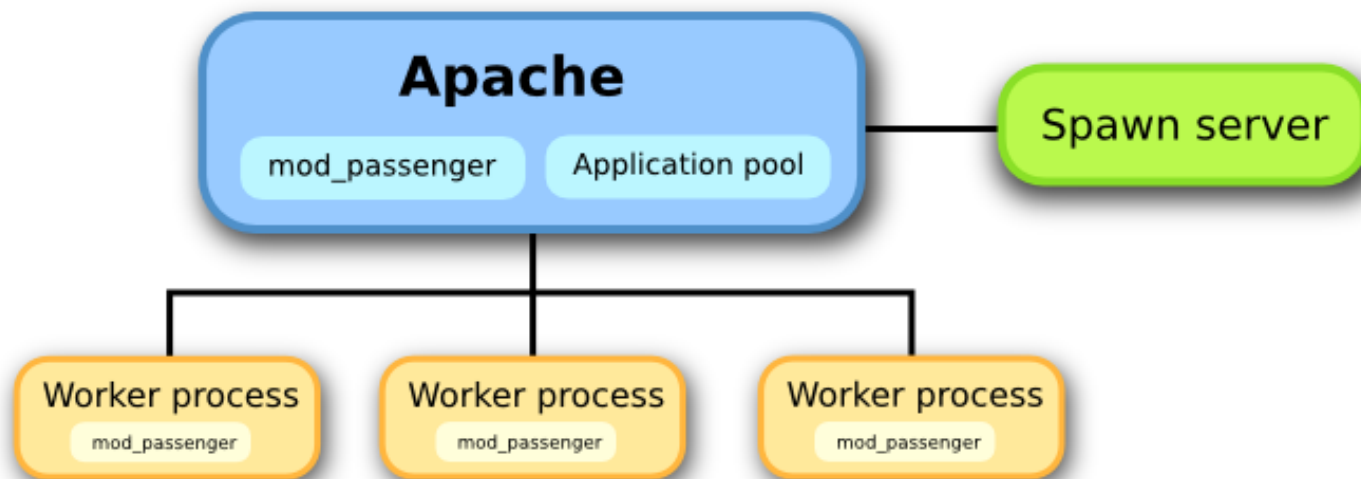 Apache
mod_passenger
Application pool
Spawn server
Worker process
mod_passenger
Worker process
mod_passenger
Worker process
mod_passenger